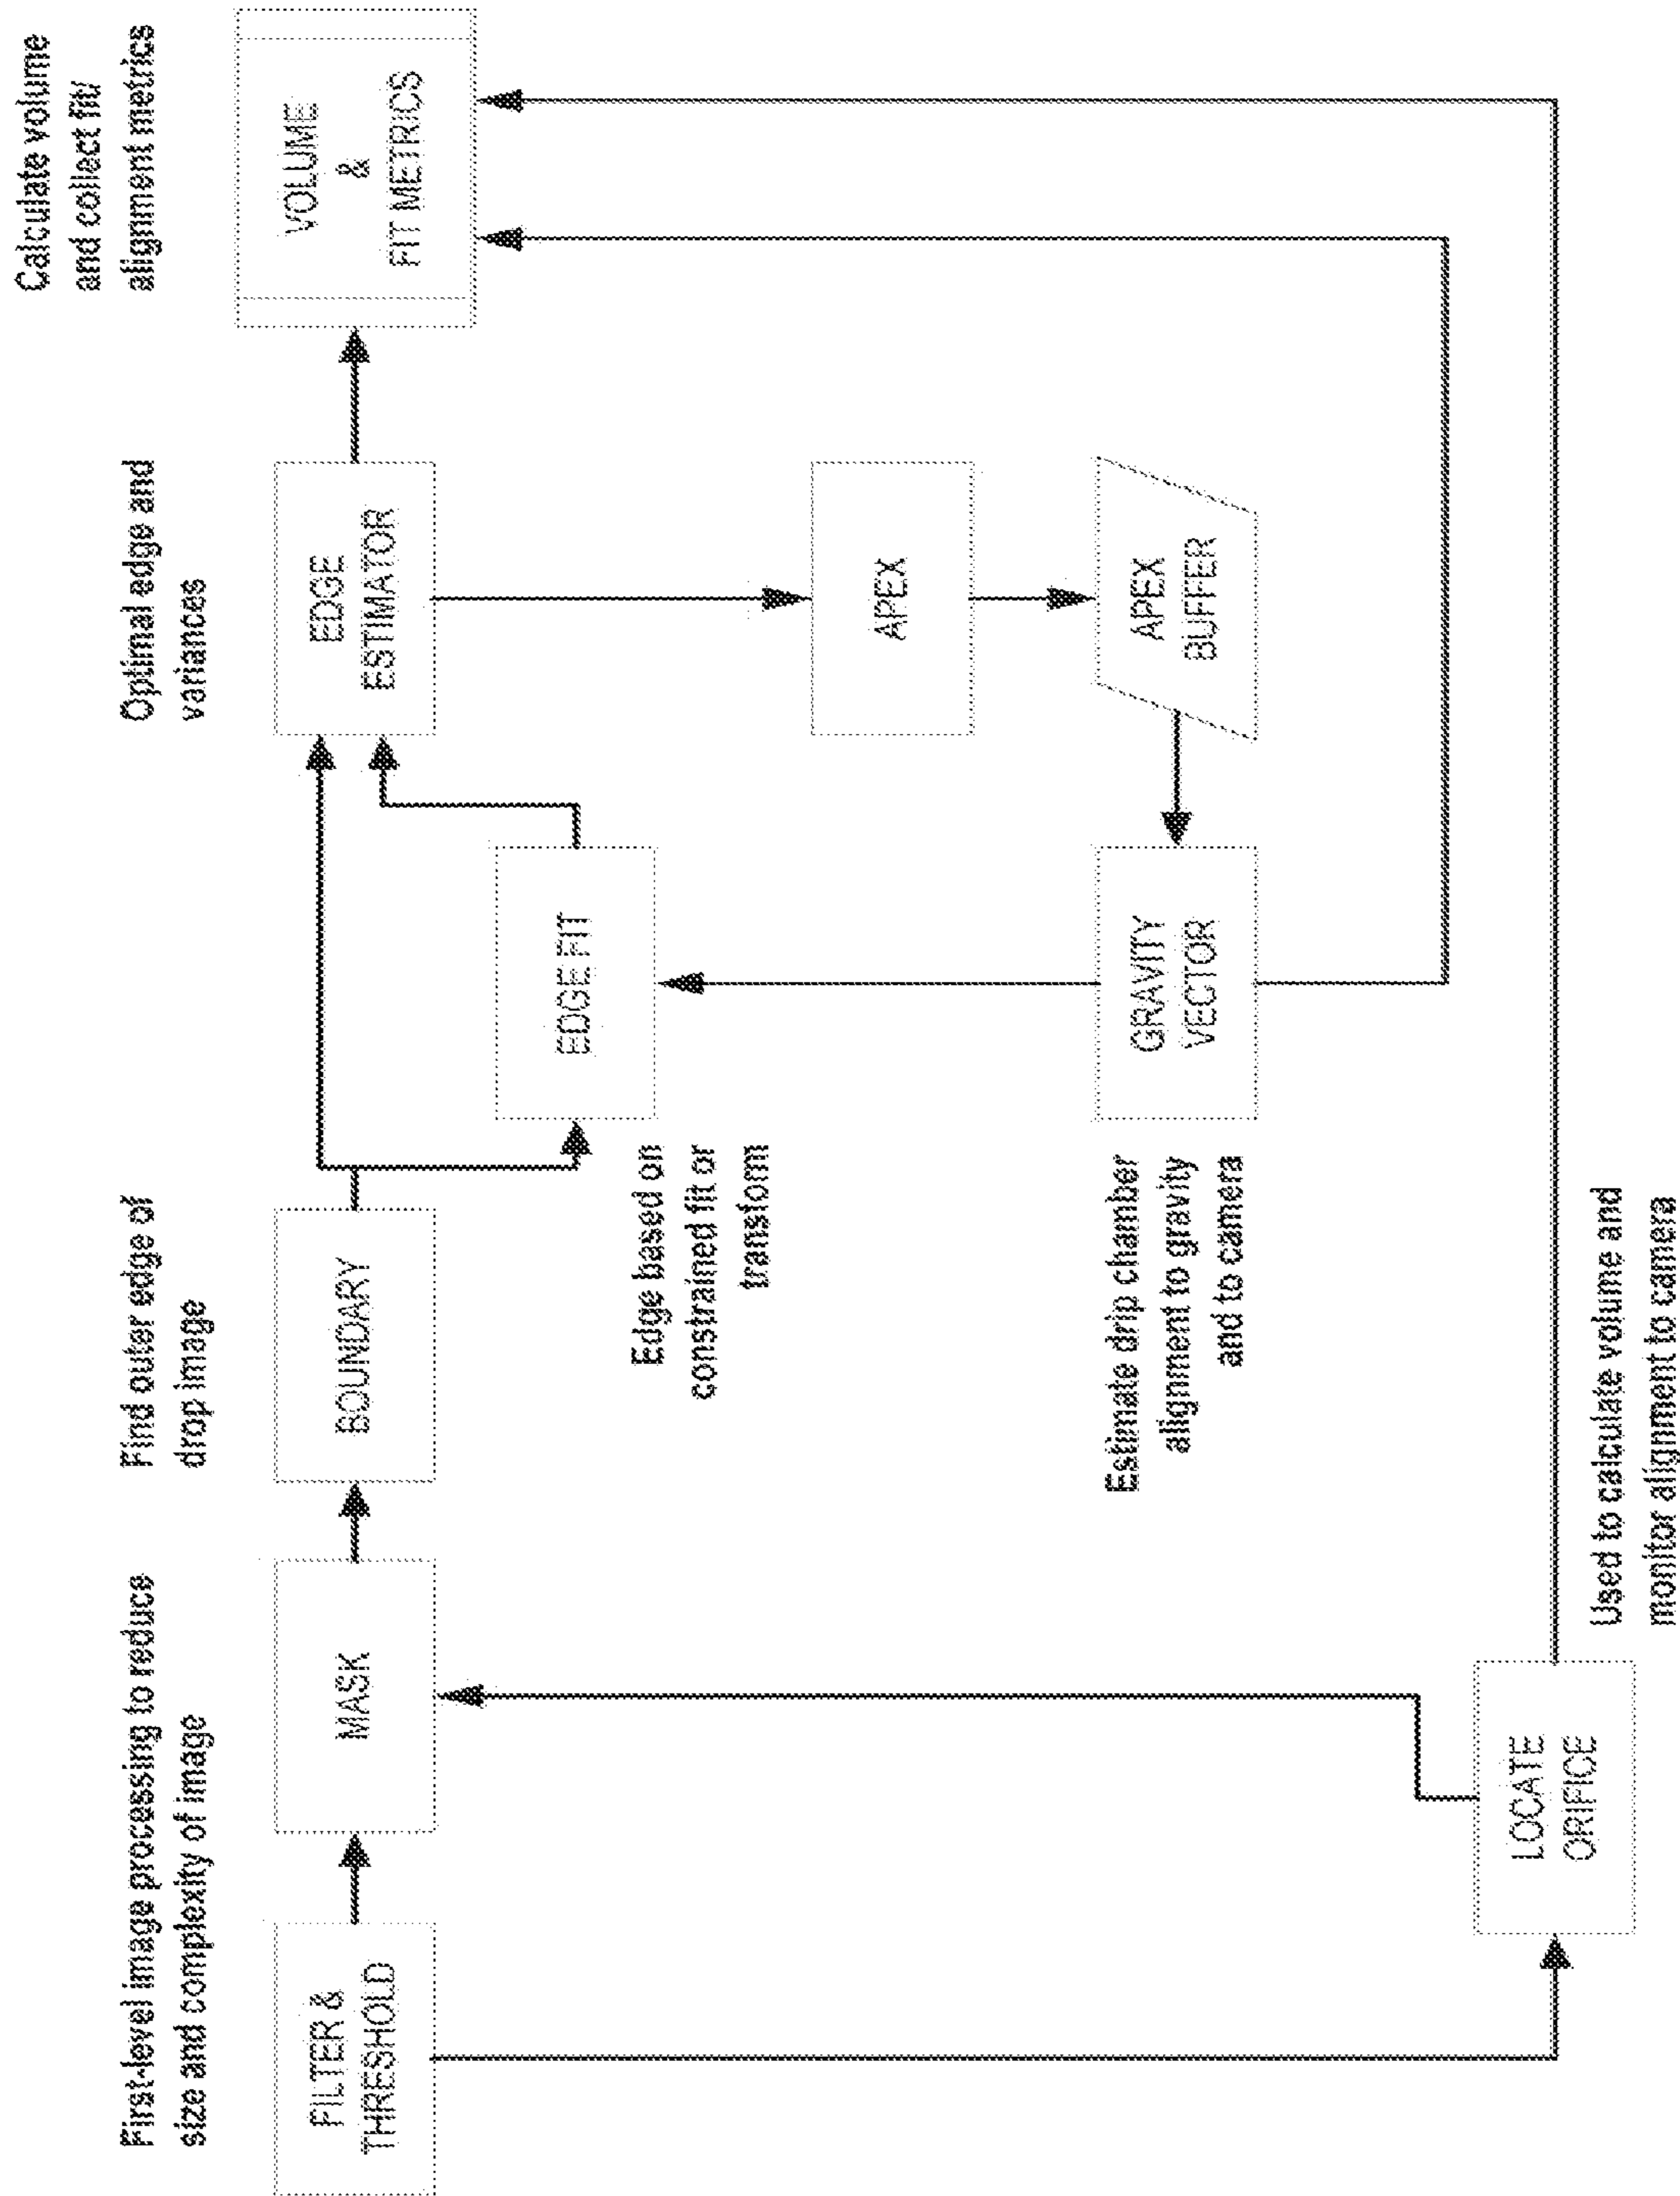 First-level image processing to reduce
size and complexity of image
Find outer edge of
drop image
Optimal edge and
variances
Calculate volume
and collect fit/
alignment metrics
FILTER &
THRESHOLD
MASK
BOUNDARY
EDGE
ESTIMATOR
VOLUME
&
FIT METRICS
EDGE FIT
Edge based on
constrained fit or
transform
APEX
APEX
BUFFER
GRAVITY
VECTOR
Estimate drip chamber
alignment to gravity
and to camera
LOCATE
ORIFICE
Used to calculate volume and
monitor alignment to camera